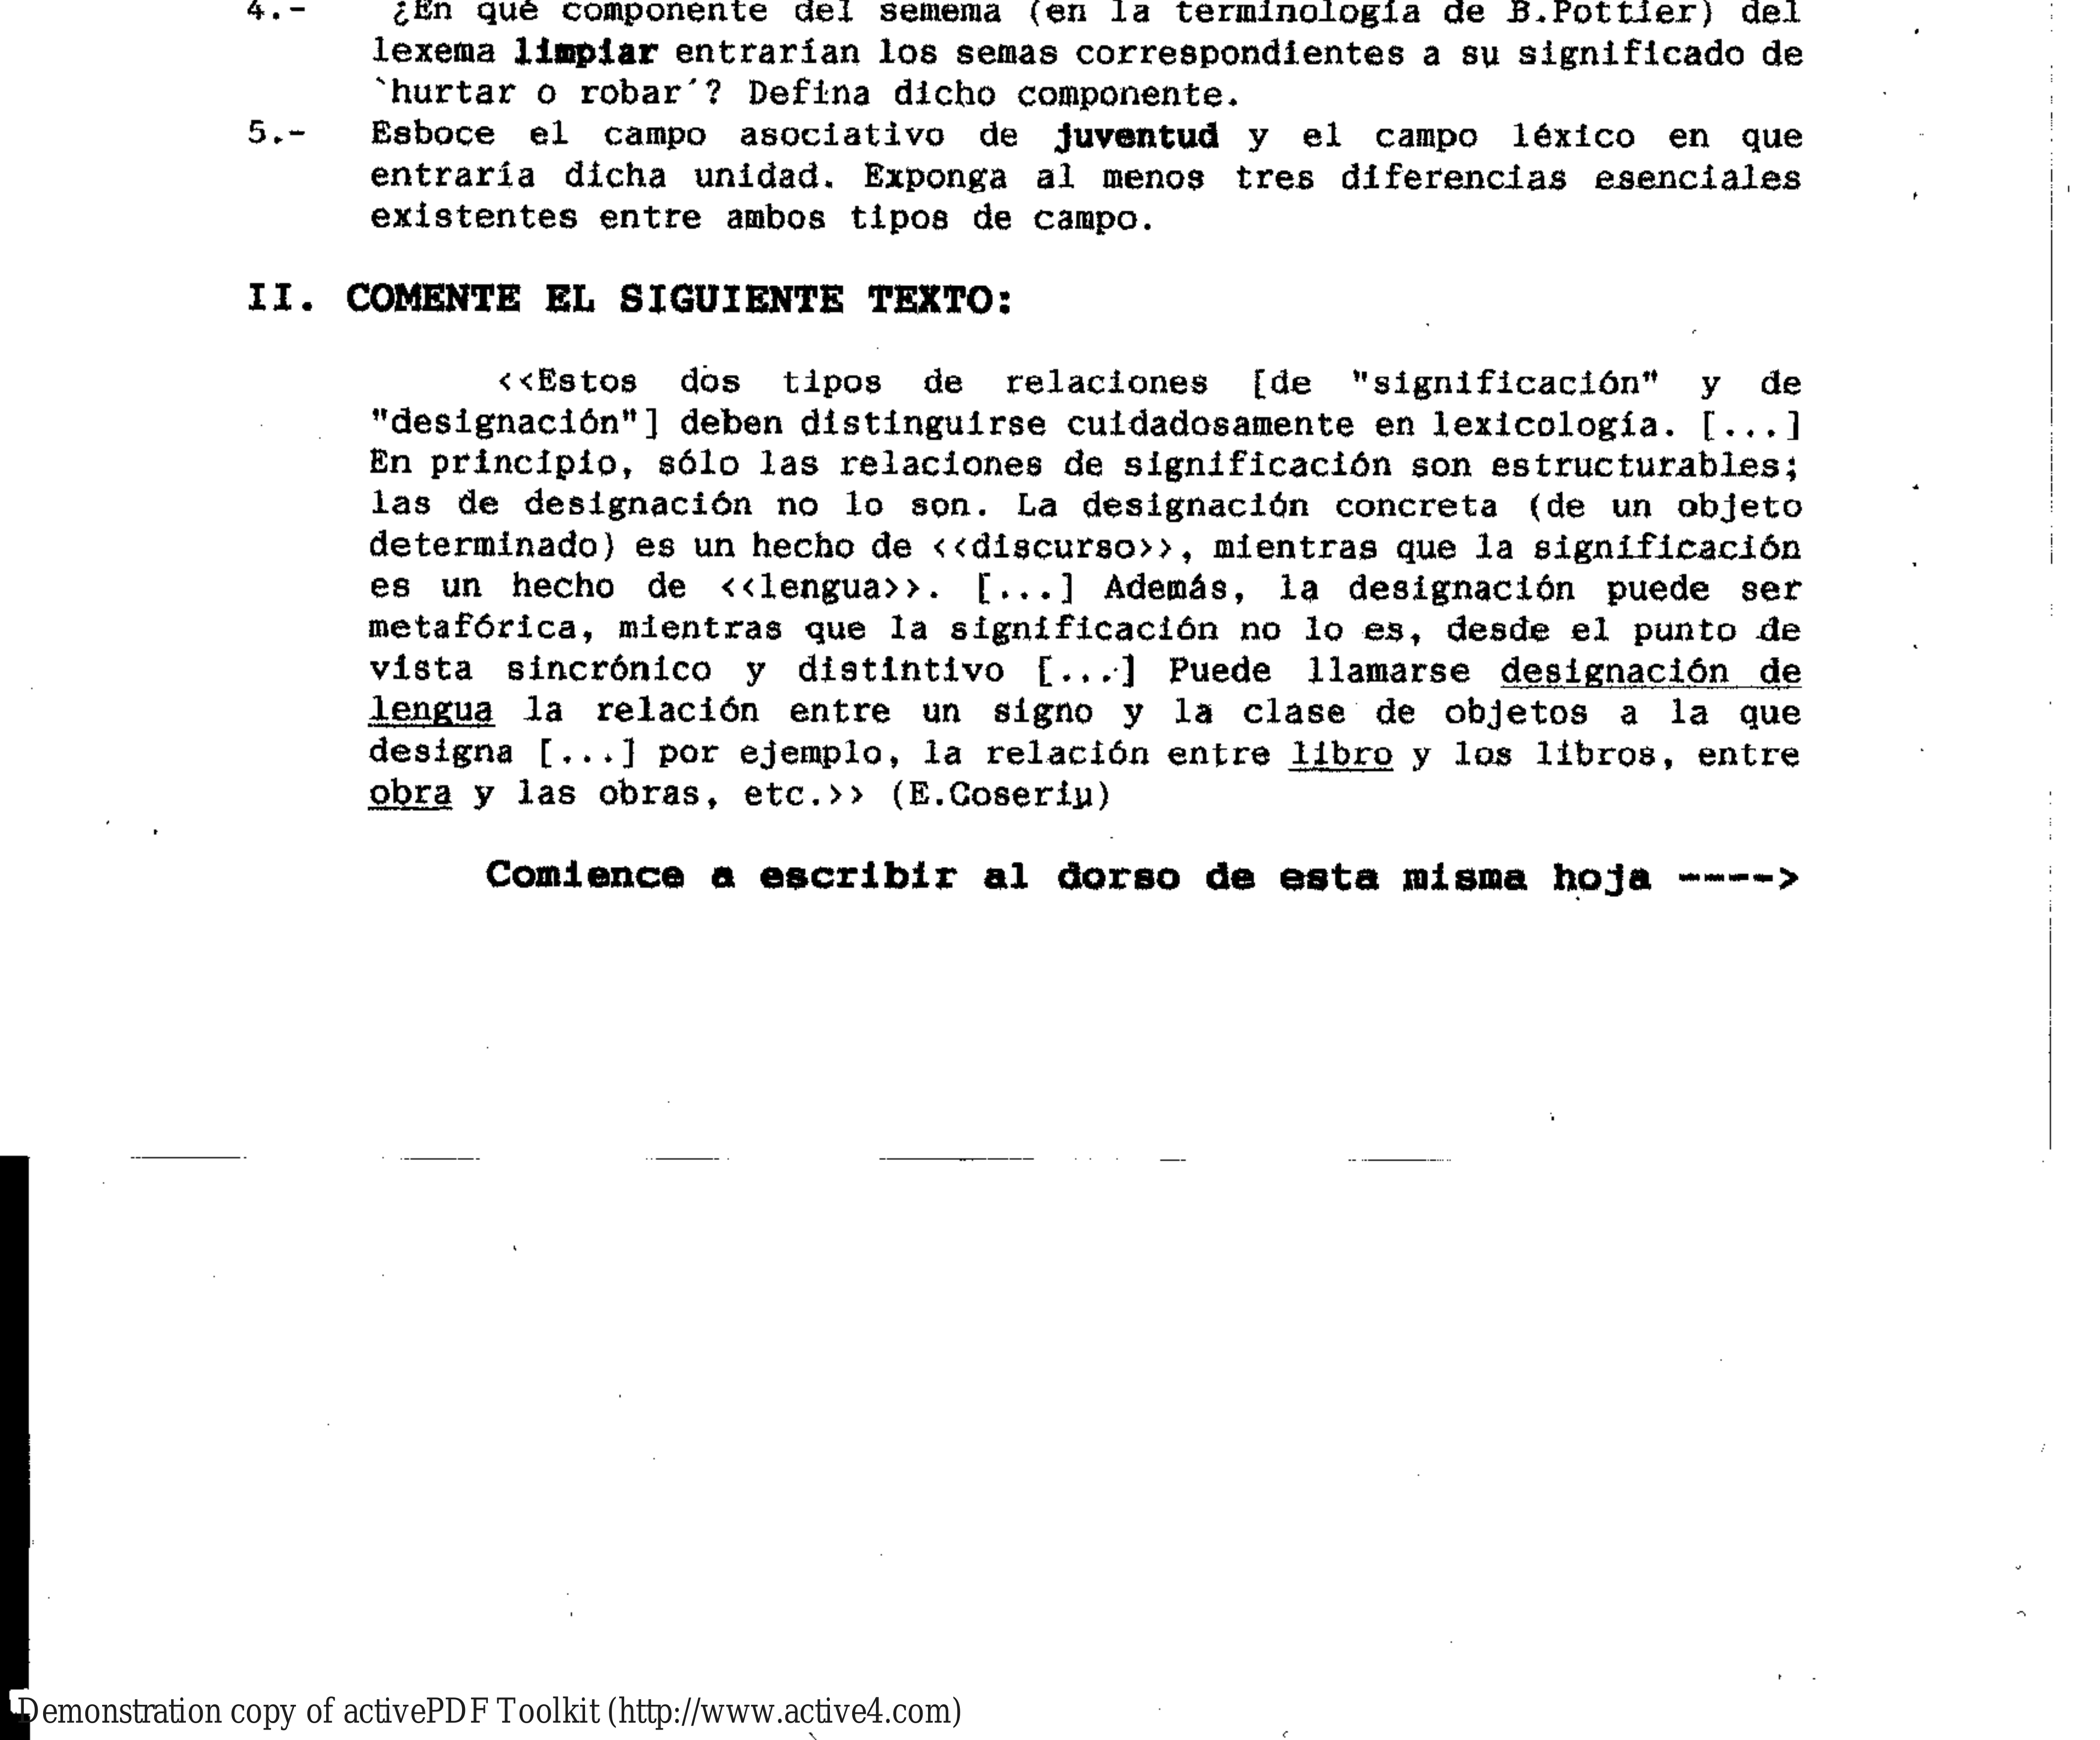 4.- ¿En qué componente del semema (en la terminología de B.Pottier) del
lexema limpiar entrarían los semas correspondientes a su significado de
`hurtar o robar´? Defina dicho componente.
5.- Esboce el campo asociativo de juventud y el campo léxico en que
entraría dicha unidad. Exponga al menos tres diferencias esenciales
existentes entre ambos tipos de campo.
II. COMENTE EL SIGUIENTE TEXTO:
<<Estos dos tipos de relaciones [de "significación" y de
"designación"] deben distinguirse cuidadosamente en lexicología. [...]
En principio, sólo las relaciones de significación son estructurables;
las de designación no lo son. La designación concreta (de un objeto
determinado) es un hecho de <<discurso>>, mientras que la significación
es un hecho de <<lengua>>. [...] Además, la designación puede ser
metafórica, mientras que la significación no lo es, desde el punto de
vista sincrónico y distintivo [...] Puede llamarse designación de
lengua la relación entre un signo y la clase de objetos a la que
designa [...] por ejemplo, la relación entre libro y los libros, entre
obra y las obras, etc.>> (E.Coseriu)
Comience a escribir al dorso de esta misma hoja ---->
Demonstration copy of activePDF Toolkit (http://www.active4.com)